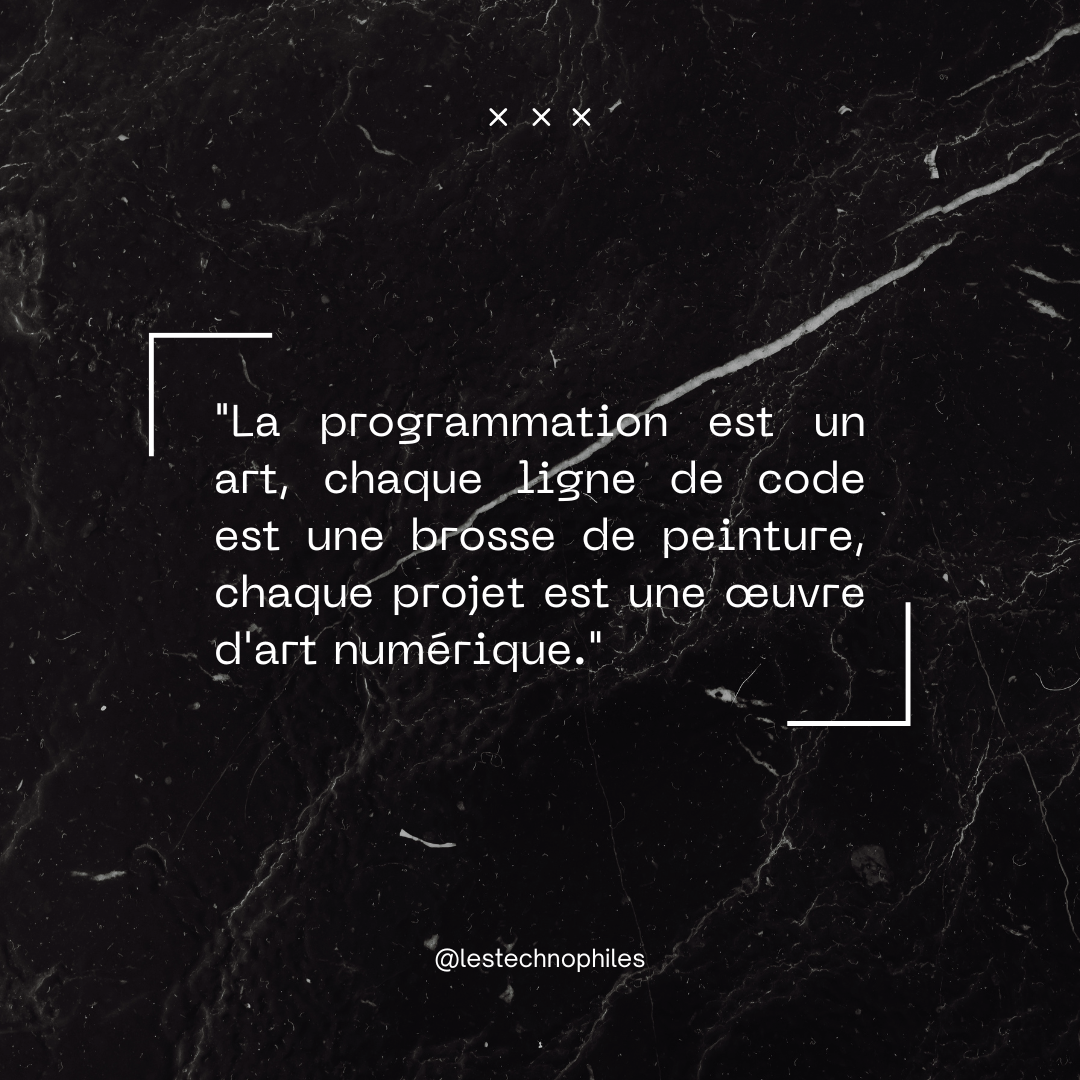 × × ×
"La programmation est un
art, chaque ligne de code
est une brosse de peinture,
chaque projet est une œuvre
d'art numérique."
@lestechnophiles